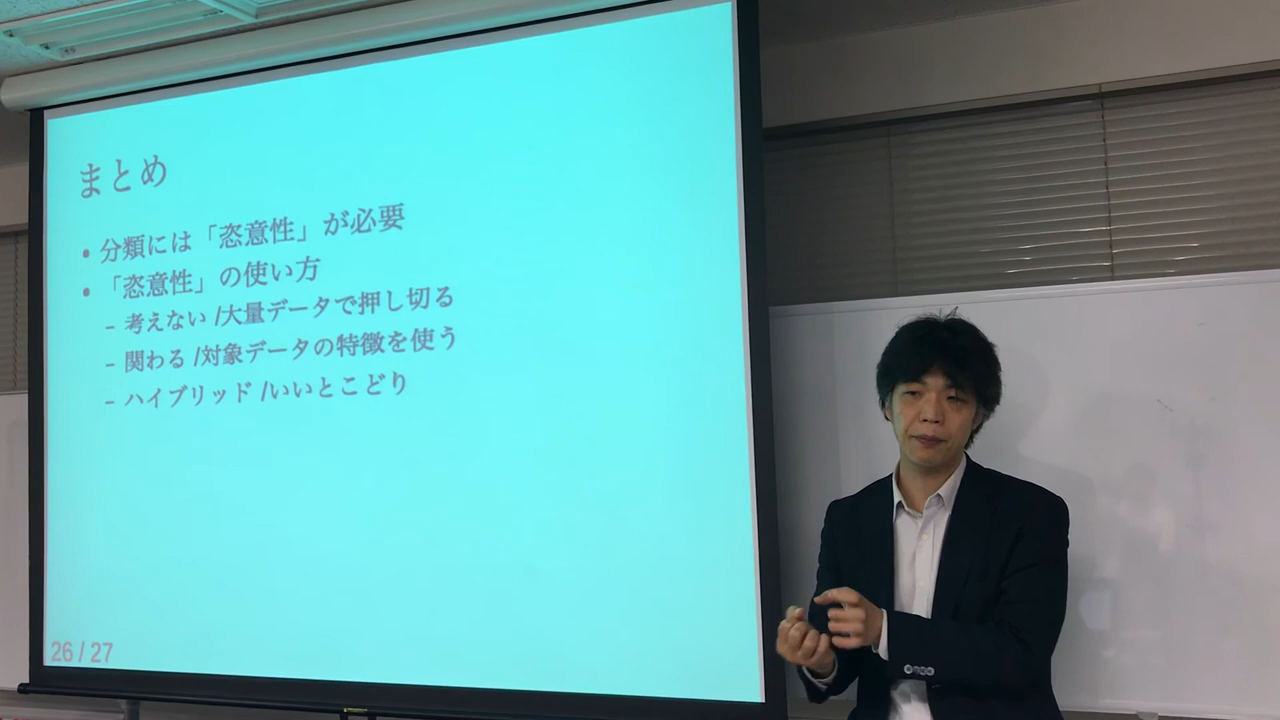 まとめ
• 分類には「恣意性」が必要
• 「恣意性」の使い方
– 考えない /大量データで押し切る
– 関わる /対象データの特徴を使う
– ハイブリッド /いいとこどり
26 / 27